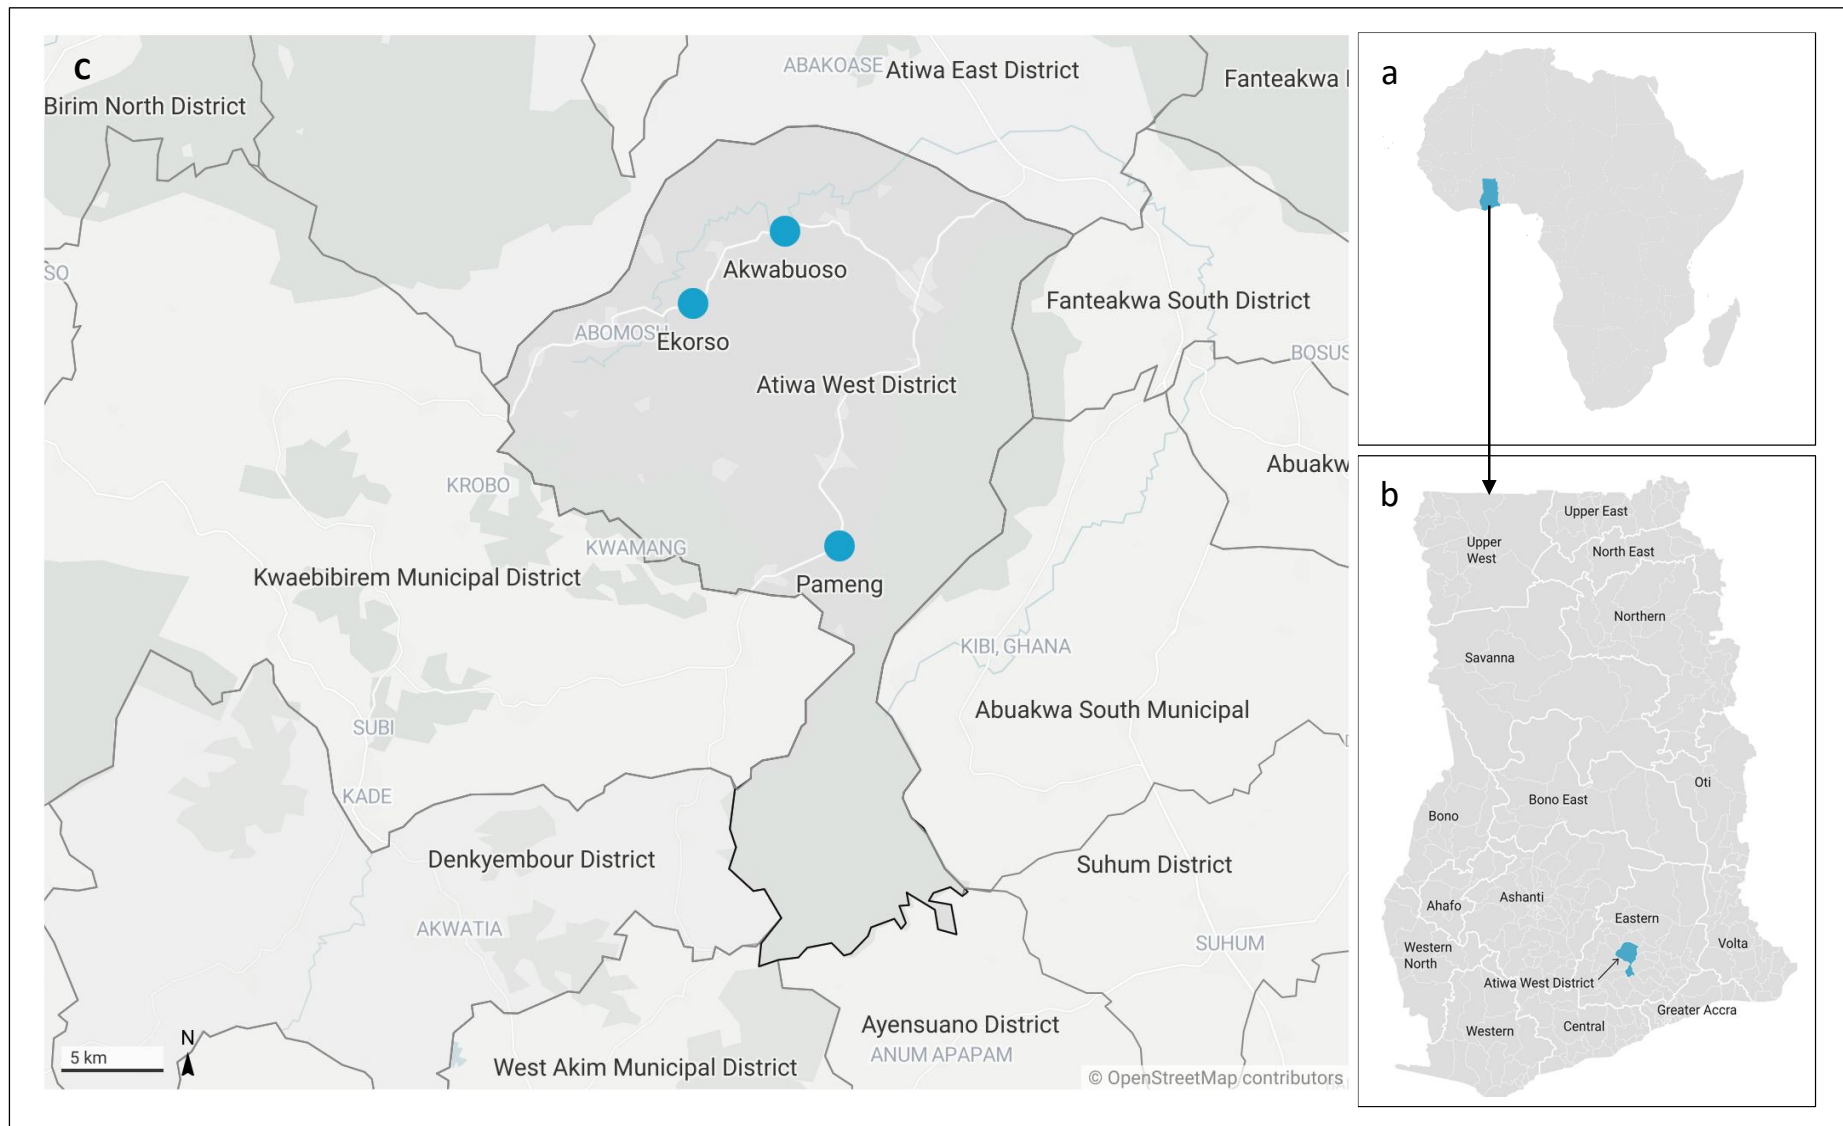 c
ABAKOASE
Atiwa East District
Fanteakwa
Birim North District
Akwabuoso
SO
Fanteakwa South District
ABOMOSH
Ekorso
BOSUS
Atiwa West District
Abuakw
KROBO
KWAMANG
Kwaebibirem Municipal District
Pameng
KIBI, GHANA
Abuakwa South Municipal
SUBI
KADE
Denkyembour District
Suhum District
AKWATIA
SUHUM
Ayensuano District
ANUM APAPAM
N
5 km
West Akim Municipal District
© OpenStreetMap contributors
a
b
Upper East
Upper
West
North East
Northern
Savanna
Oti
Bono East
Bono
Ashanti
Ahafo
Eastern
Western
North
Volta
Atiwa West District
Greater Accra
Western
Central